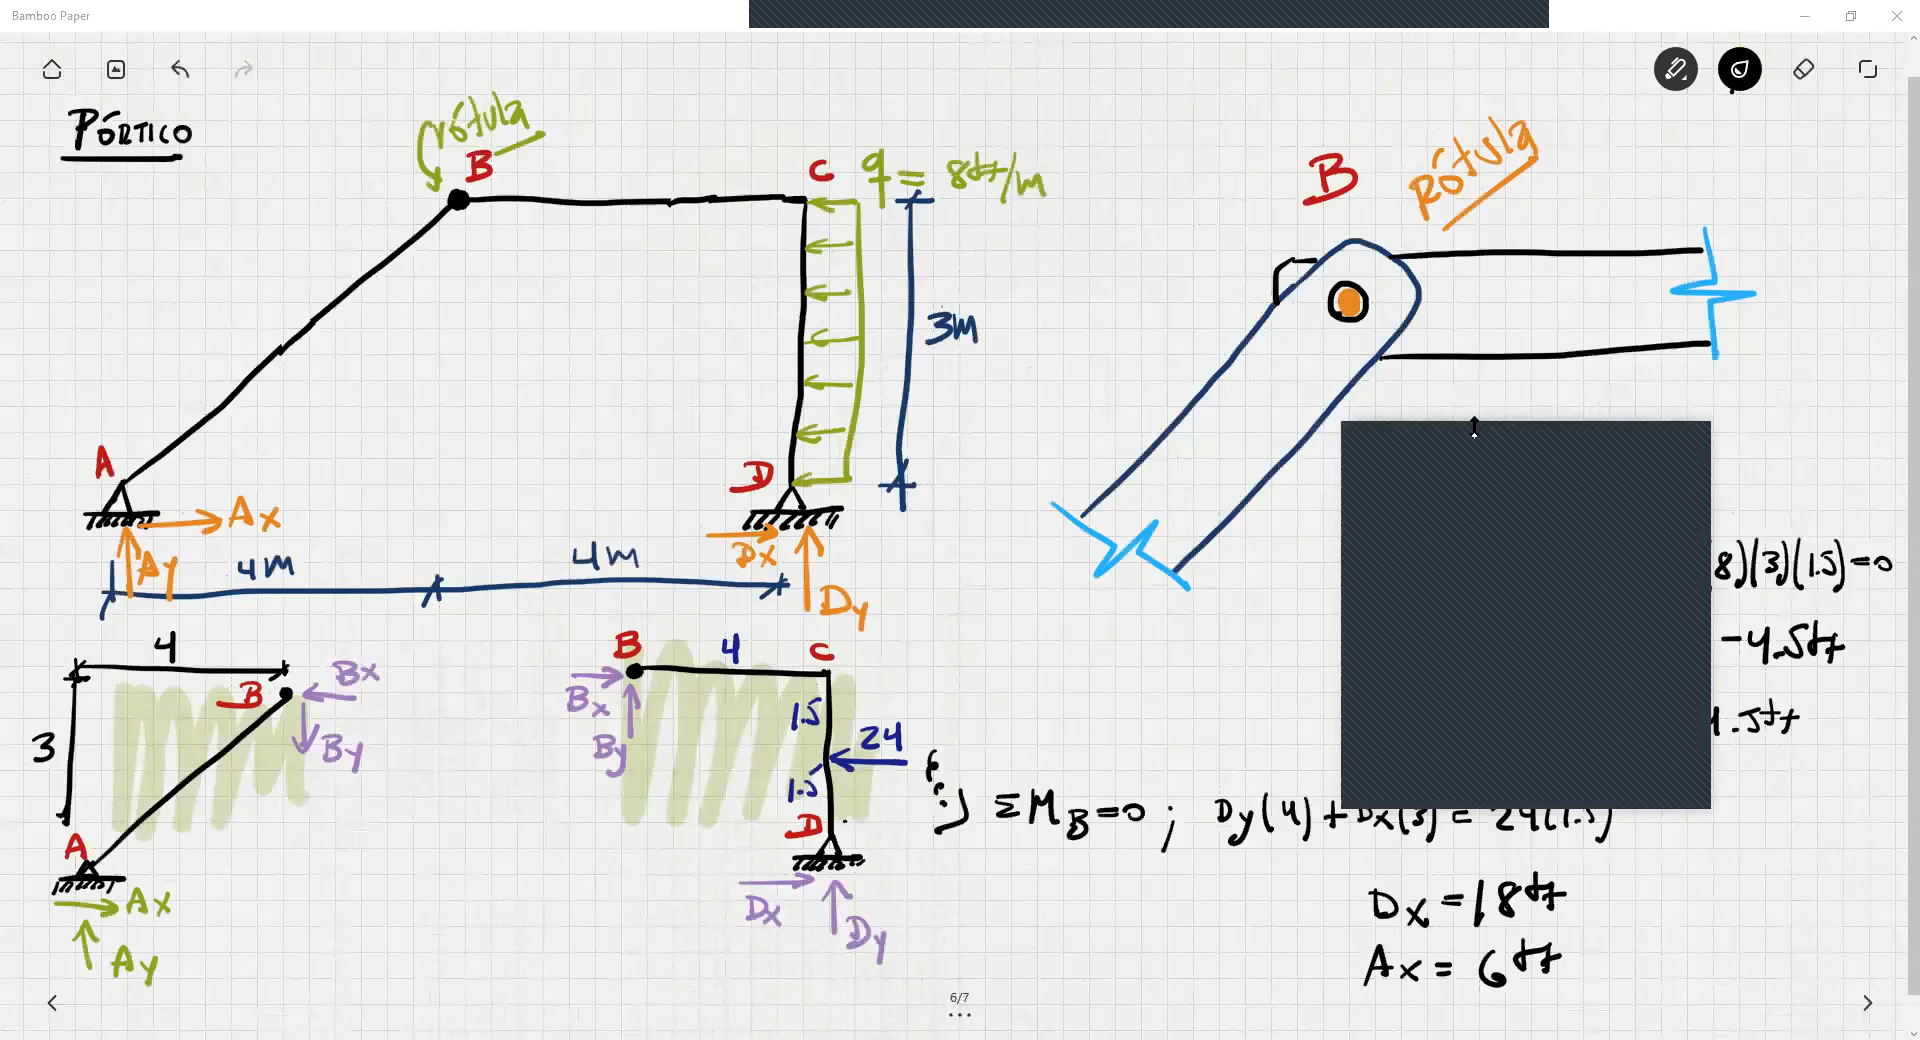 Bamboo Paper
PÓRTICO
rótula
B
C
q = 8tf/m
3m
A
D
Ax
Ay
Dx
Dy
4m
4m
B
RÓTULA
8)(3)(1.5)=0
-4.5tf
.5tf
4
3
B
Bx
By
A
Ax
Ay
B
4
C
Bx
By
1.5
24
1.5
D
Dx
Dy
ΣMB=0; Dy(4)+Dx(3)=24(1.5)
Dx=18tf
Ax=6tf
6/7